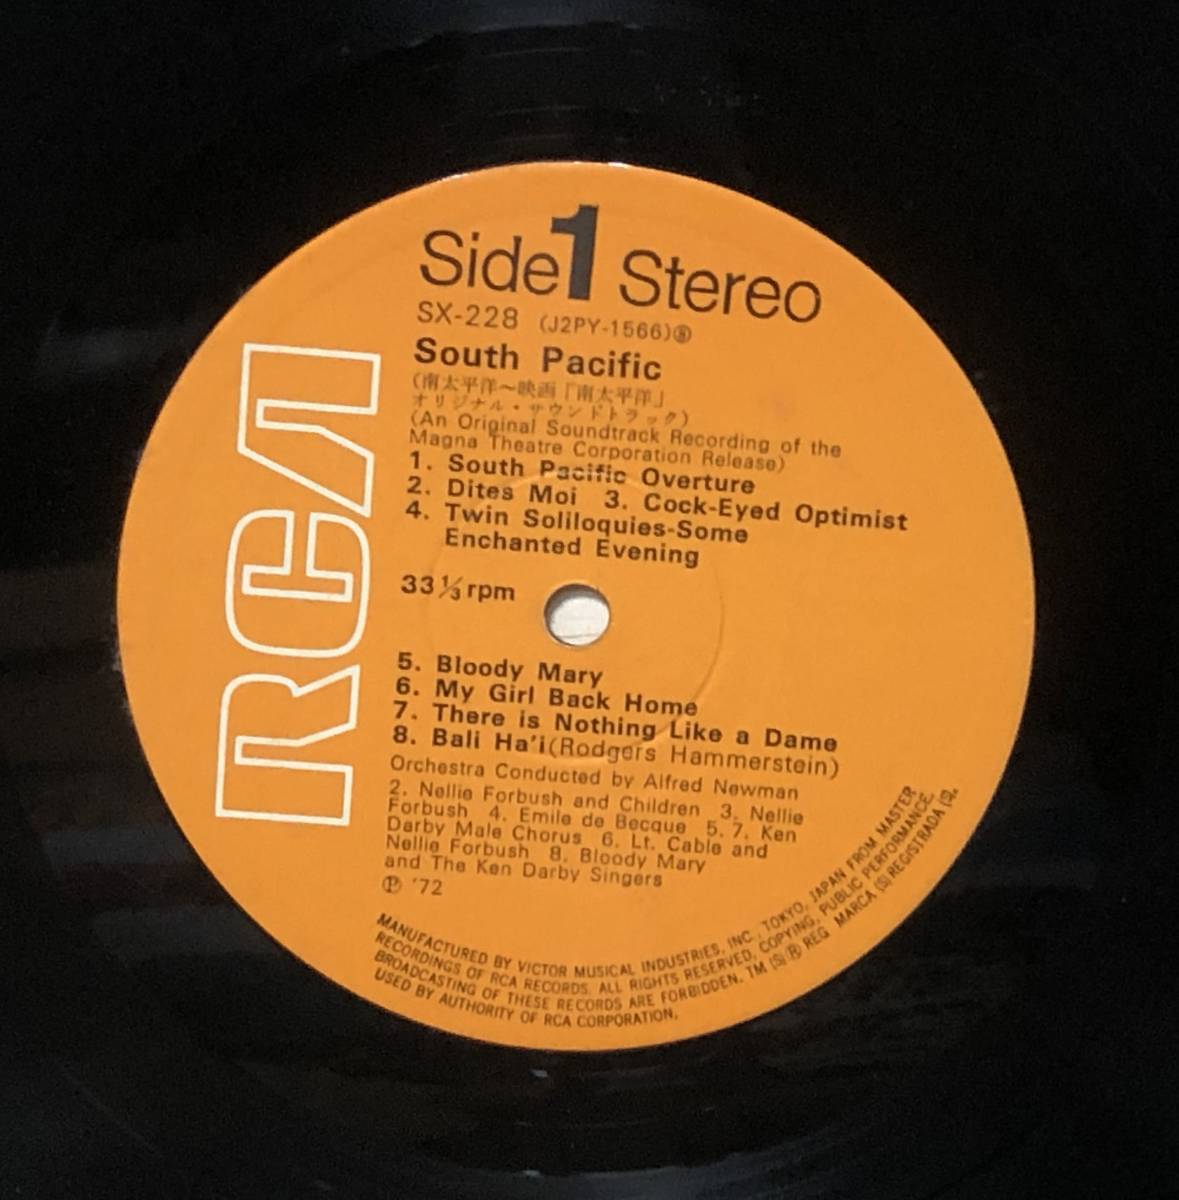 Side 1 Stereo
SX-228 (J2PY-1566)Ⓢ
South Pacific
(南太平洋〜映画「南太平洋」
オリジナル・サウンドトラック)
(An Original Soundtrack Recording of the
Magna Theatre Corporation Release)
1. South Pacific Overture
2. Dites Moi 3. Cock-Eyed Optimist
4. Twin Soliloquies-Some
Enchanted Evening
33⅓rpm
5. Bloody Mary
6. My Girl Back Home
7. There is Nothing Like a Dame
8. Bali Ha'i(Rodgers Hammerstein)
Orchestra Conducted by Alfred Newman
2. Nellie Forbush and Children 3. Nellie
Forbush 4. Emile de Becque 5. 7. Ken
Darby Male Chorus 6. Lt. Cable and
Nellie Forbush 8. Bloody Mary
and The Ken Darby Singers
Ⓟ '72
RCA
MANUFACTURED BY VICTOR MUSICAL INDUSTRIES, INC., TOKYO, JAPAN FROM MASTER
RECORDINGS OF RCA RECORDS. ALL RIGHTS RESERVED, COPYING, PUBLIC PERFORMANCE,
BROADCASTING OF THESE RECORDS ARE FORBIDDEN. TM (S) ® REG MARCA (S) REGISTRADA (S),
USED BY AUTHORITY OF RCA CORPORATION.